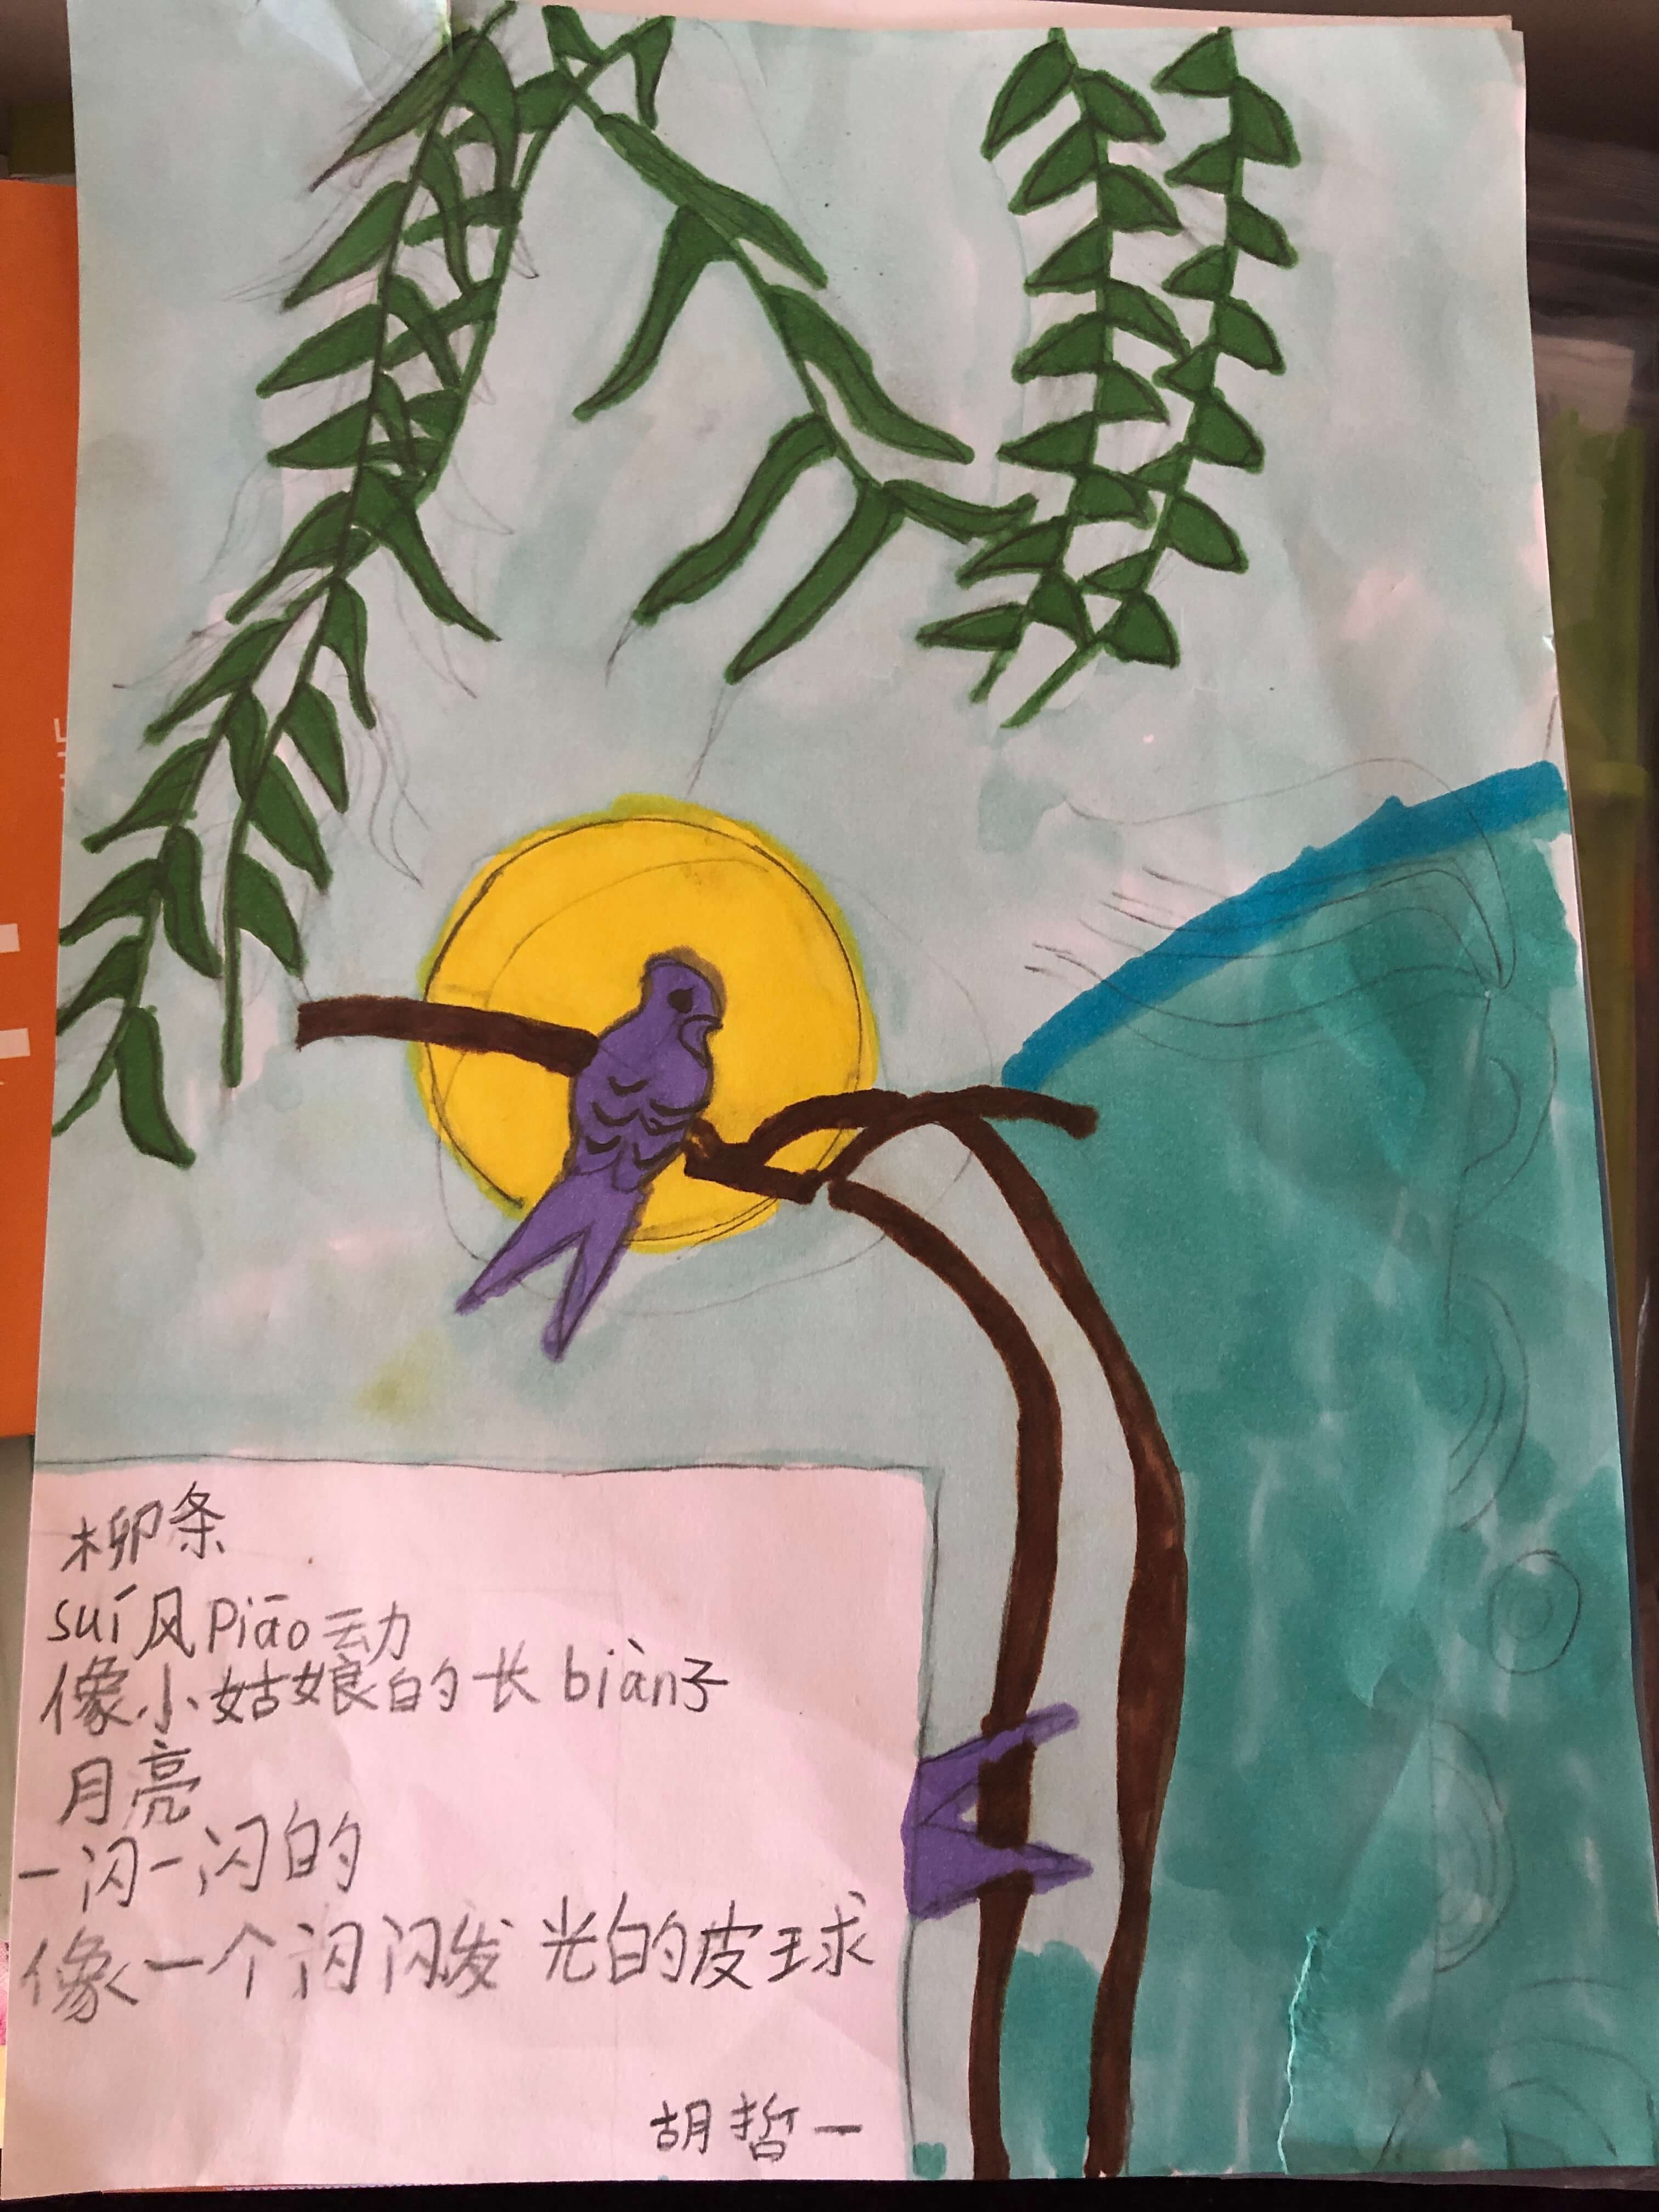 柳条
suí风Piāo动
像小姑娘的长biàn子
月亮
一闪一闪的
像一个闪闪发光的皮球
胡哲一